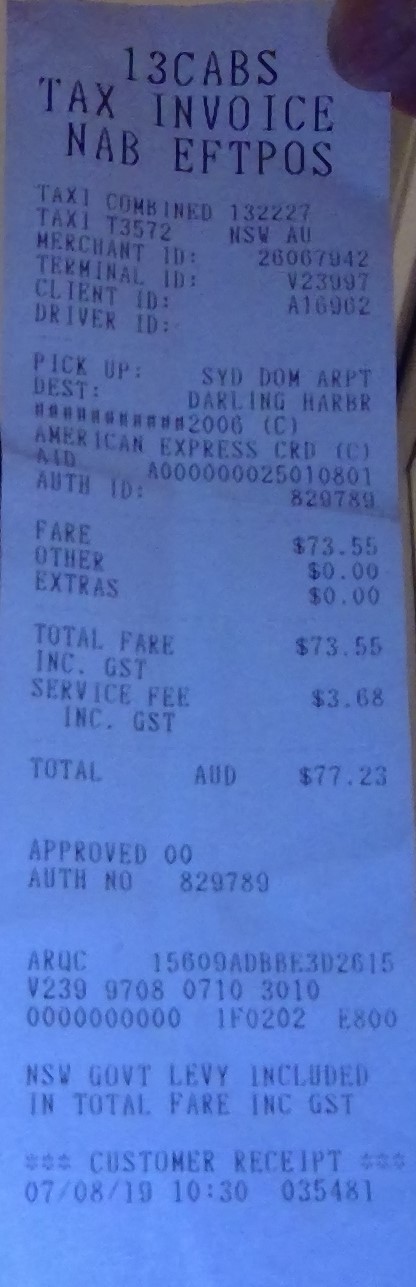 13CABS
TAX INVOICE
NAB EFTPOS
TAXI COMBINED 132227
TAXI T3572 NSW AU
MERCHANT ID: 26067942
TERMINAL ID: V23997
CLIENT ID: A16962
DRIVER ID:
PICK UP: SYD DOM ARPT
DEST: DARLING HARBR
############2006 (C)
AMERICAN EXPRESS CRD (C)
AID A000000025010801
AUTH ID: 829789
FARE $73.55
OTHER $0.00
EXTRAS $0.00
TOTAL FARE $73.55
INC. GST
SERVICE FEE $3.68
INC. GST
TOTAL AUD $77.23
APPROVED 00
AUTH NO 829789
ARQC 15609ADBBE3D2615
V239 9708 0710 3010
0000000000 1F0202 E800
NSW GOVT LEVY INCLUDED
IN TOTAL FARE INC GST
*** CUSTOMER RECEIPT ***
07/08/19 10:30 035481